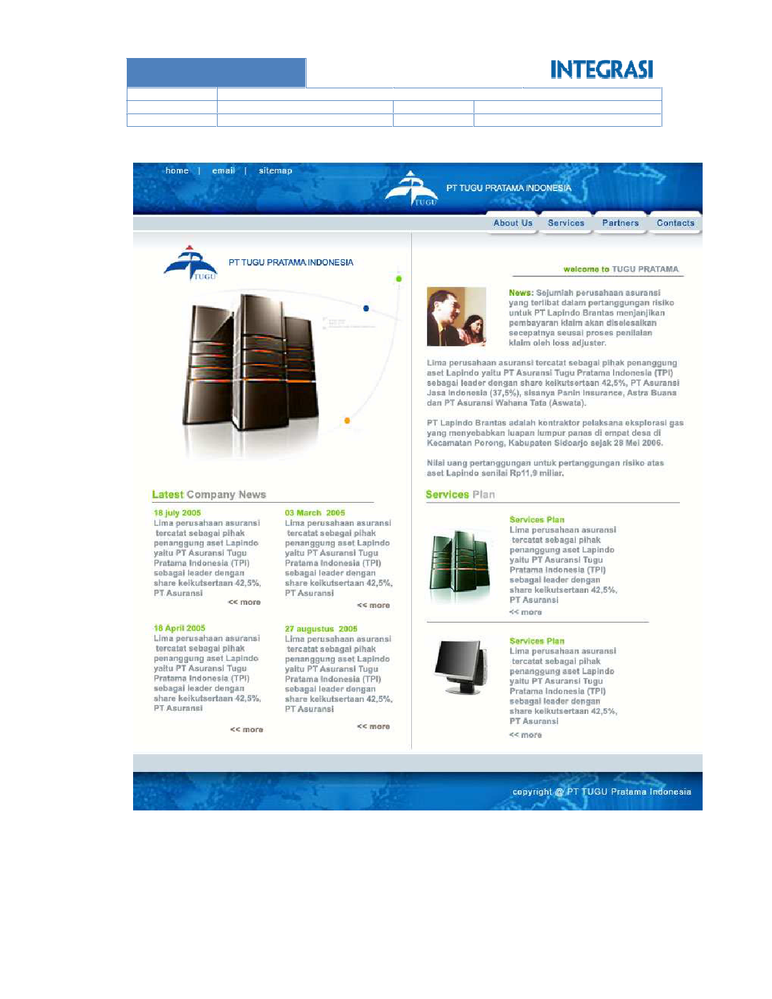 INTEGRASI
home | email | sitemap
TUGU
PT TUGU PRATAMA INDONESIA
About Us Services Partners Contacts
TUGU
PT TUGU PRATAMA INDONESIA
welcome to TUGU PRATAMA
News: Sejumlah perusahaan asuransi
yang terlibat dalam pertanggungan risiko
untuk PT Lapindo Brantas menjanjikan
pembayaran klaim akan diselesaikan
secepatnya seusai proses penilaian
klaim oleh loss adjuster.
Lima perusahaan asuransi tercatat sebagai pihak penanggung
aset Lapindo yaitu PT Asuransi Tugu Pratama Indonesia (TPI)
sebagai leader dengan share keikutsertaan 42,5%, PT Asuransi
Jasa Indonesia (37,5%), sisanya Panin Insurance, Astra Buana
dan PT Asuransi Wahana Tata (Aswata).
PT Lapindo Brantas adalah kontraktor pelaksana eksplorasi gas
yang menyebabkan luapan lumpur panas di empat desa di
Kecamatan Porong, Kabupaten Sidoarjo sejak 28 Mei 2006.
Nilai uang pertanggungan untuk pertanggungan risiko atas
aset Lapindo senilai Rp11,9 miliar.
Latest Company News
18 july 2005
Lima perusahaan asuransi
tercatat sebagai pihak
penanggung aset Lapindo
yaitu PT Asuransi Tugu
Pratama Indonesia (TPI)
sebagai leader dengan
share keikutsertaan 42,5%,
PT Asuransi
<< more
03 March 2005
Lima perusahaan asuransi
tercatat sebagai pihak
penanggung aset Lapindo
yaitu PT Asuransi Tugu
Pratama Indonesia (TPI)
sebagai leader dengan
share keikutsertaan 42,5%,
PT Asuransi
<< more
18 April 2005
Lima perusahaan asuransi
tercatat sebagai pihak
penanggung aset Lapindo
yaitu PT Asuransi Tugu
Pratama Indonesia (TPI)
sebagai leader dengan
share keikutsertaan 42,5%,
PT Asuransi
<< more
27 augustus 2005
Lima perusahaan asuransi
tercatat sebagai pihak
penanggung aset Lapindo
yaitu PT Asuransi Tugu
Pratama Indonesia (TPI)
sebagai leader dengan
share keikutsertaan 42,5%,
PT Asuransi
<< more
Services Plan
Services Plan
Lima perusahaan asuransi
tercatat sebagai pihak
penanggung aset Lapindo
yaitu PT Asuransi Tugu
Pratama Indonesia (TPI)
sebagai leader dengan
share keikutsertaan 42,5%,
PT Asuransi
<< more
Services Plan
Lima perusahaan asuransi
tercatat sebagai pihak
penanggung aset Lapindo
yaitu PT Asuransi Tugu
Pratama Indonesia (TPI)
sebagai leader dengan
share keikutsertaan 42,5%,
PT Asuransi
<< more
copyright @ PT TUGU Pratama Indonesia